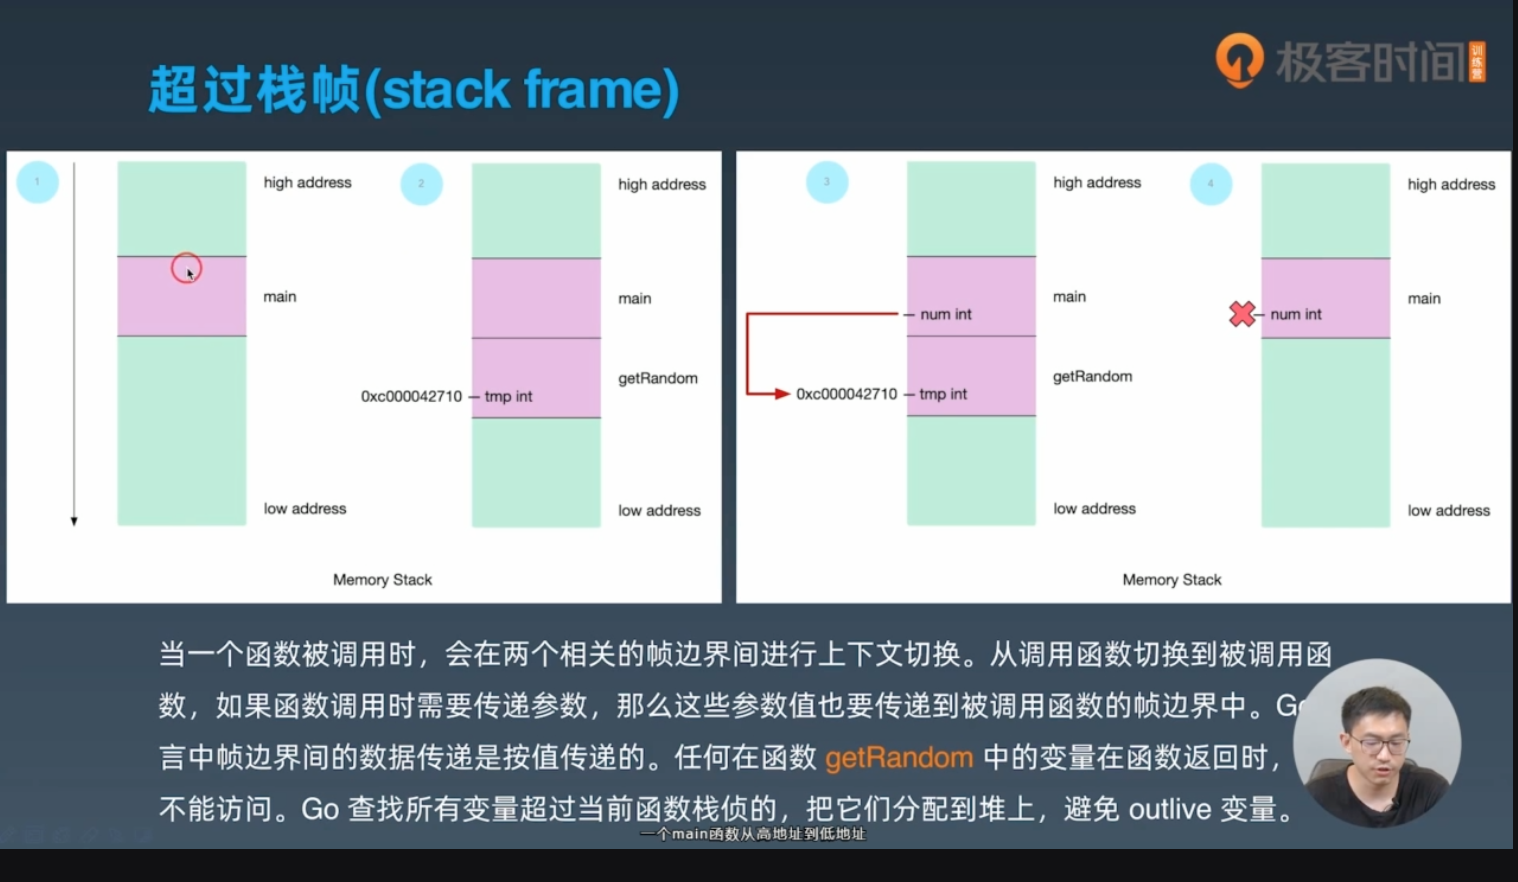 超过栈帧(stack frame)
极客时间
训练营
1
high address
main
low address
2
high address
main
getRandom
0xc000042710
tmp int
low address
Memory Stack
3
high address
main
num int
getRandom
0xc000042710
tmp int
low address
4
high address
main
num int
low address
Memory Stack
当一个函数被调用时，会在两个相关的帧边界间进行上下文切换。从调用函数切换到被调用函
数，如果函数调用时需要传递参数，那么这些参数值也要传递到被调用函数的帧边界中。Go
言中帧边界间的数据传递是按值传递的。任何在函数 getRandom 中的变量在函数返回时，
不能访问。Go 查找所有变量超过当前函数栈侦的，把它们分配到堆上，避免 outlive 变量。
一个main函数从高地址到低地址